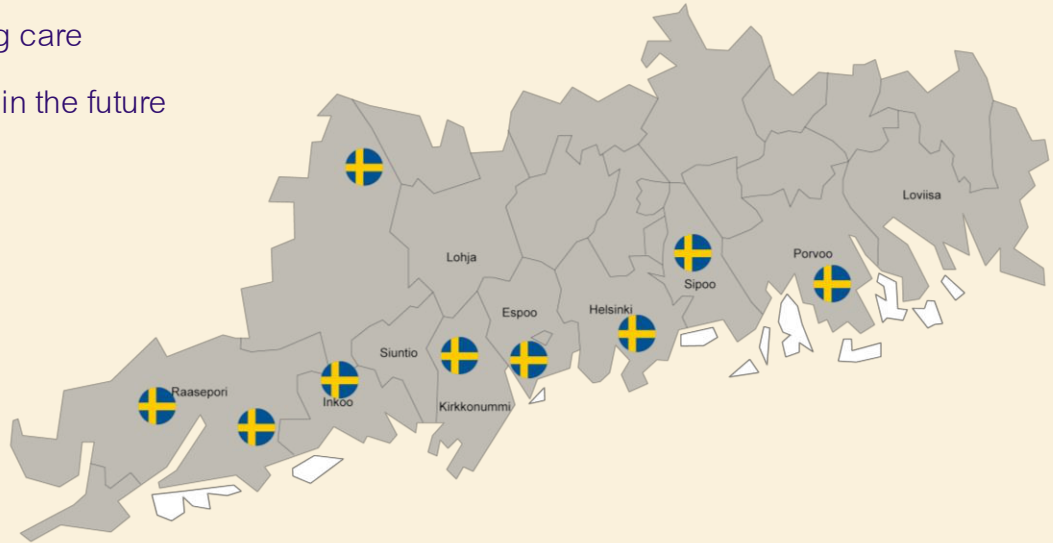 g care
in the future
Loviisa
Lohja
Porvoo
Sipoo
Espoo
Helsinki
Siuntio
Raasepori
Inkoo
Kirkkonummi